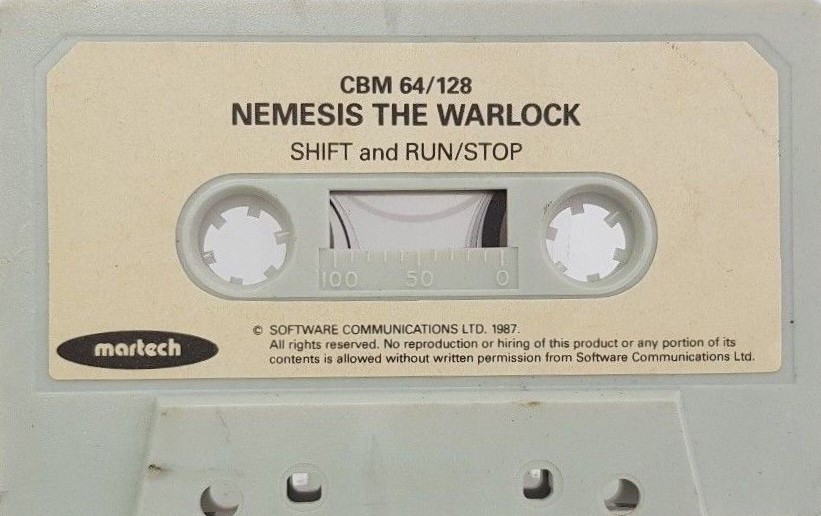 CBM 64/128
NEMESIS THE WARLOCK
SHIFT and RUN/STOP
100 50 0
martech
© SOFTWARE COMMUNICATIONS LTD. 1987.
All rights reserved. No reproduction or hiring of this product or any portion of its
contents is allowed without written permission from Software Communications Ltd.